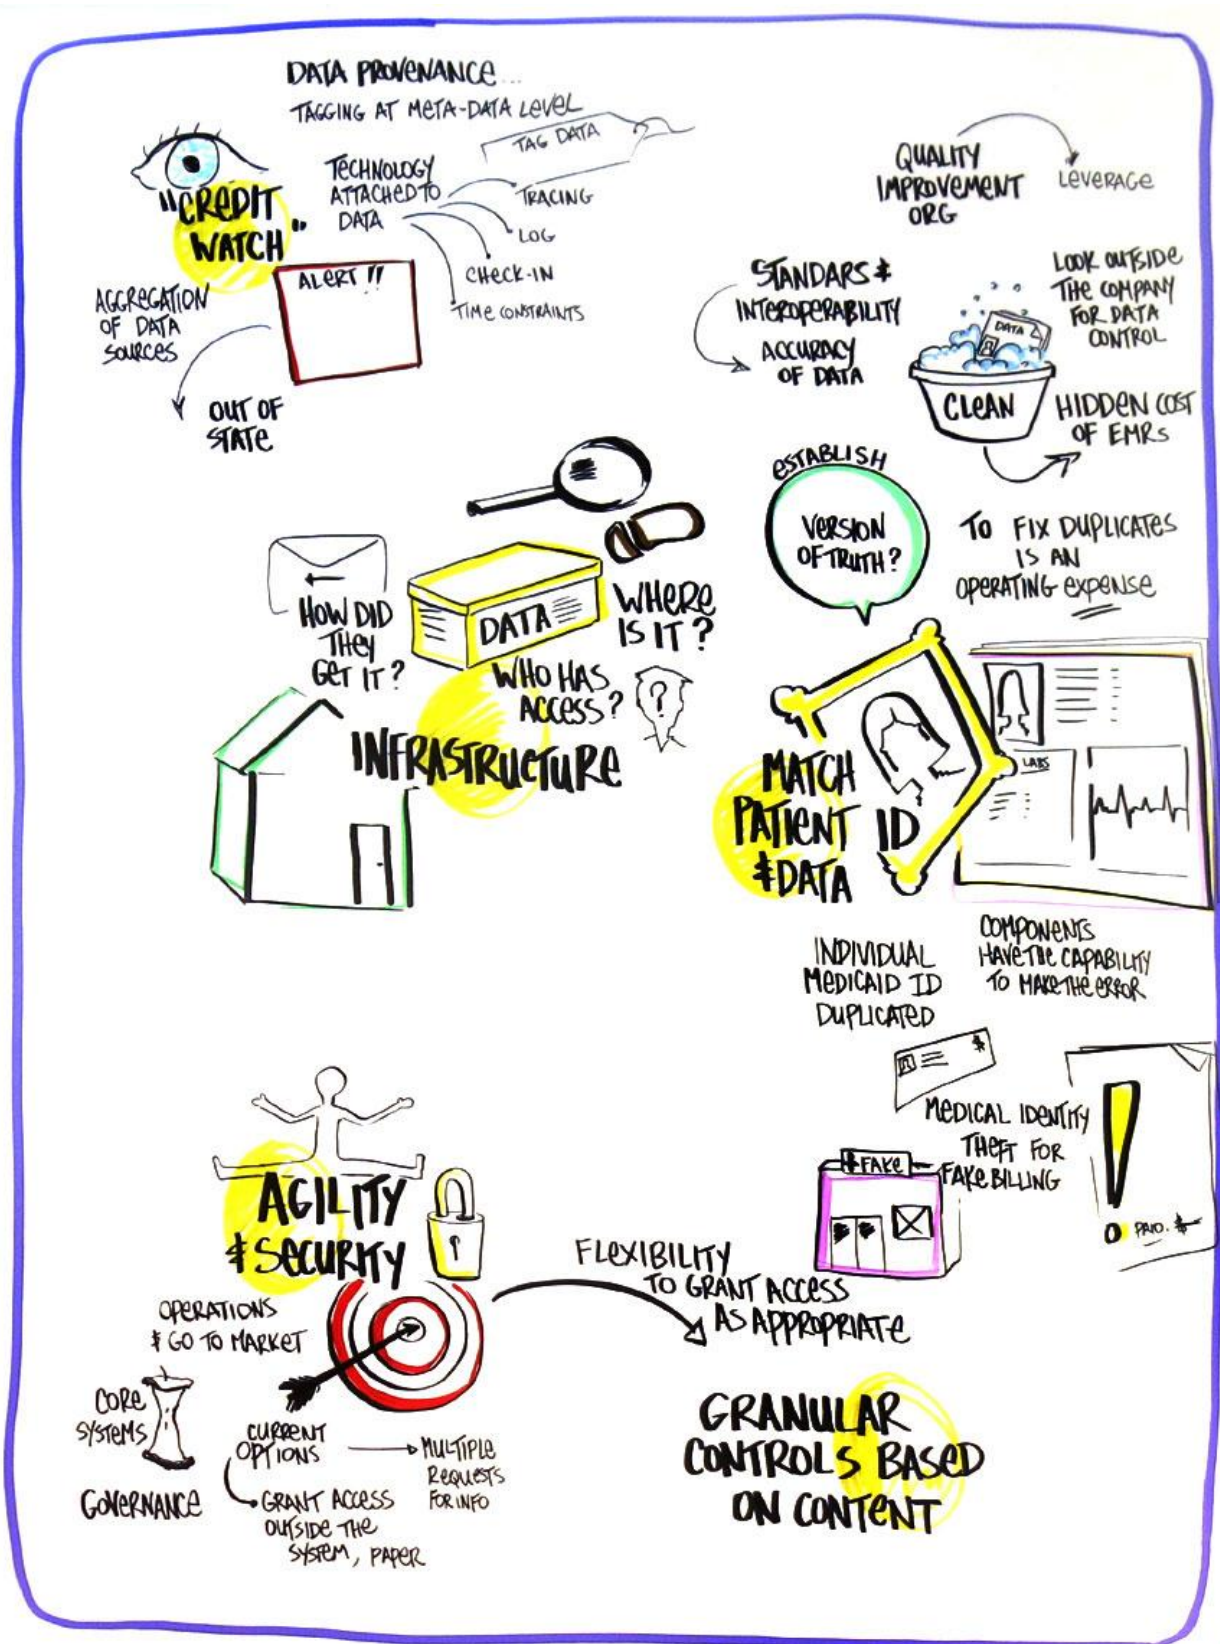 DATA PROVENANCE...
TAGGING AT META-DATA LEVEL
TAG DATA
TECHNOLOGY
ATTACHED TO
DATA
TRACING
LOG
CHECK-IN
TIME CONSTRAINTS
"CREDIT
WATCH"
ALERT!!
AGGREGATION
OF DATA
SOURCES
OUT OF
STATE
QUALITY
IMPROVEMENT
ORG
LEVERAGE
STANDARS &
INTEROPERABILITY
ACCURACY
OF DATA
LOOK OUTSIDE
THE COMPANY
FOR DATA
CONTROL
DATA
CLEAN
HIDDEN COST
OF EMRs
ESTABLISH
VERSION
OF TRUTH?
TO FIX DUPLICATES
IS AN
OPERATING EXPENSE
HOW DID
THEY
GET IT?
DATA
WHERE
IS IT?
WHO HAS
ACCESS?
?
INFRASTRUCTURE
MATCH
PATIENT ID
& DATA
LABS
INDIVIDUAL
MEDICAID ID
DUPLICATED
COMPONENTS
HAVE THE CAPABILITY
TO MAKE THE ERROR
$
MEDICAL IDENTITY
THEFT FOR
FAKE BILLING
$ FAKE
!
PAID. $
AGILITY
& SECURITY
OPERATIONS
& GO TO MARKET
CORE
SYSTEMS
GOVERNANCE
CURRENT
OPTIONS
MULTIPLE
REQUESTS
FOR INFO
GRANT ACCESS
OUTSIDE THE
SYSTEM, PAPER
FLEXIBILITY
TO GRANT ACCESS
AS APPROPRIATE
GRANULAR
CONTROLS BASED
ON CONTENT